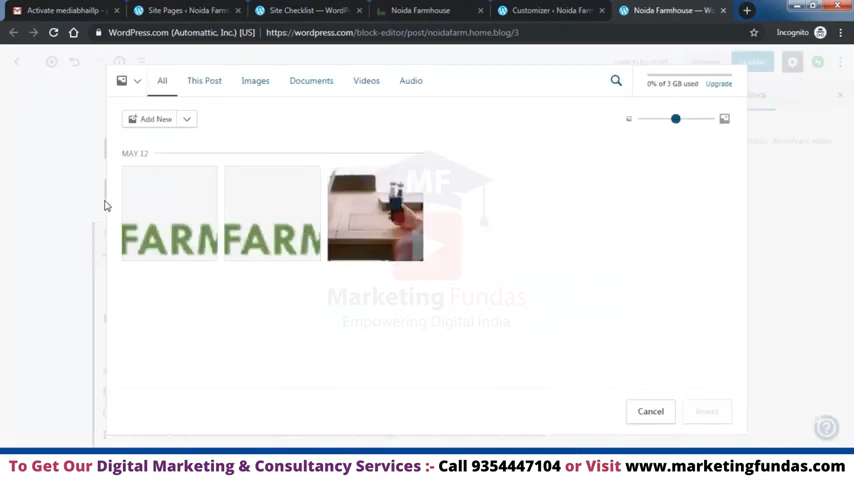 Activate mediabhaillp -
Site Pages ‹ Noida Farm
Site Checklist — WordP
Noida Farmhouse
Customizer ‹ Noida Farm
Noida Farmhouse — Wo
WordPress.com (Automattic, Inc.) [US]
https://wordpress.com/block-editor/post/noidafarm.home.blog/3
Incognito
All
This Post
Images
Documents
Videos
Audio
0% of 3 GB used
Upgrade
Add New
MAY 12
FARM
FARM
MF
Marketing Fundas
Empowering Digital India
Cancel
Insert
To Get Our Digital Marketing & Consultancy Services :- Call 9354447104 or Visit www.marketingfundas.com